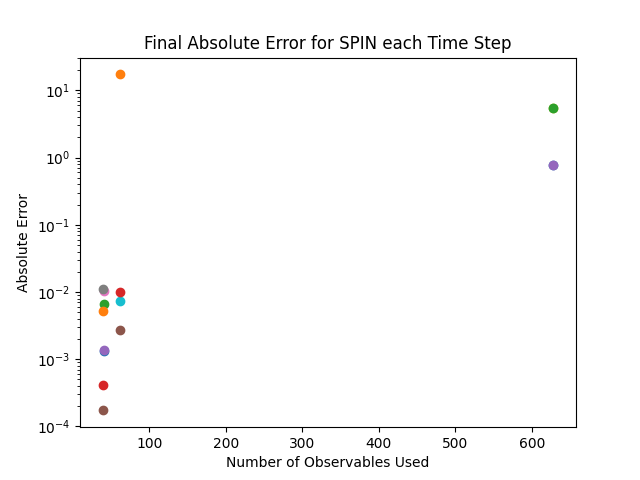 Final Absolute Error for SPIN each Time Step
Absolute Error
10¹
10⁰
10⁻¹
10⁻²
10⁻³
10⁻⁴
100 200 300 400 500 600
Number of Observables Used